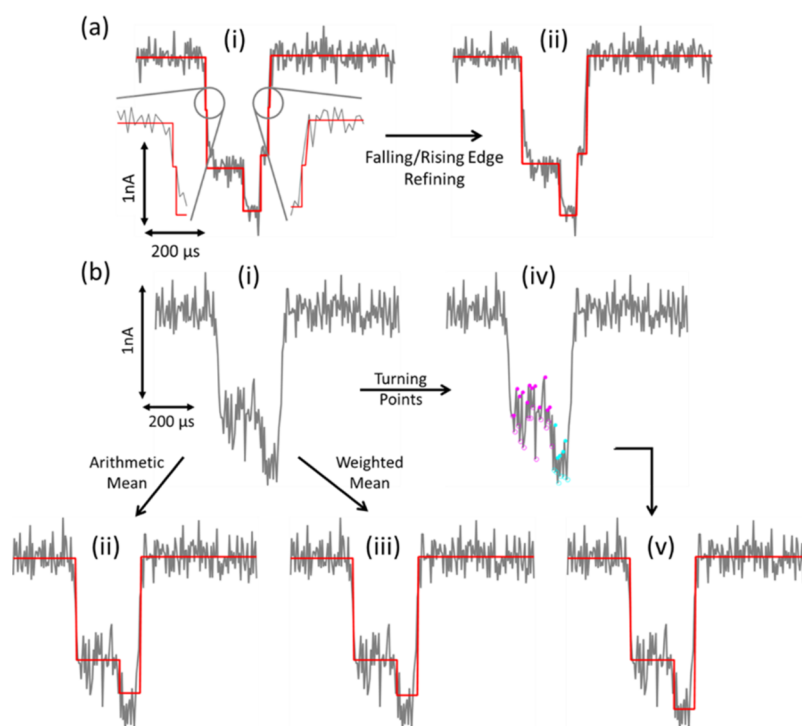 (a)
(i)
(ii)
Falling/Rising Edge
Refining
1nA
200 µs
(b)
(i)
(iv)
1nA
200 µs
Turning
Points
Arithmetic
Mean
Weighted
Mean
(ii)
(iii)
(v)